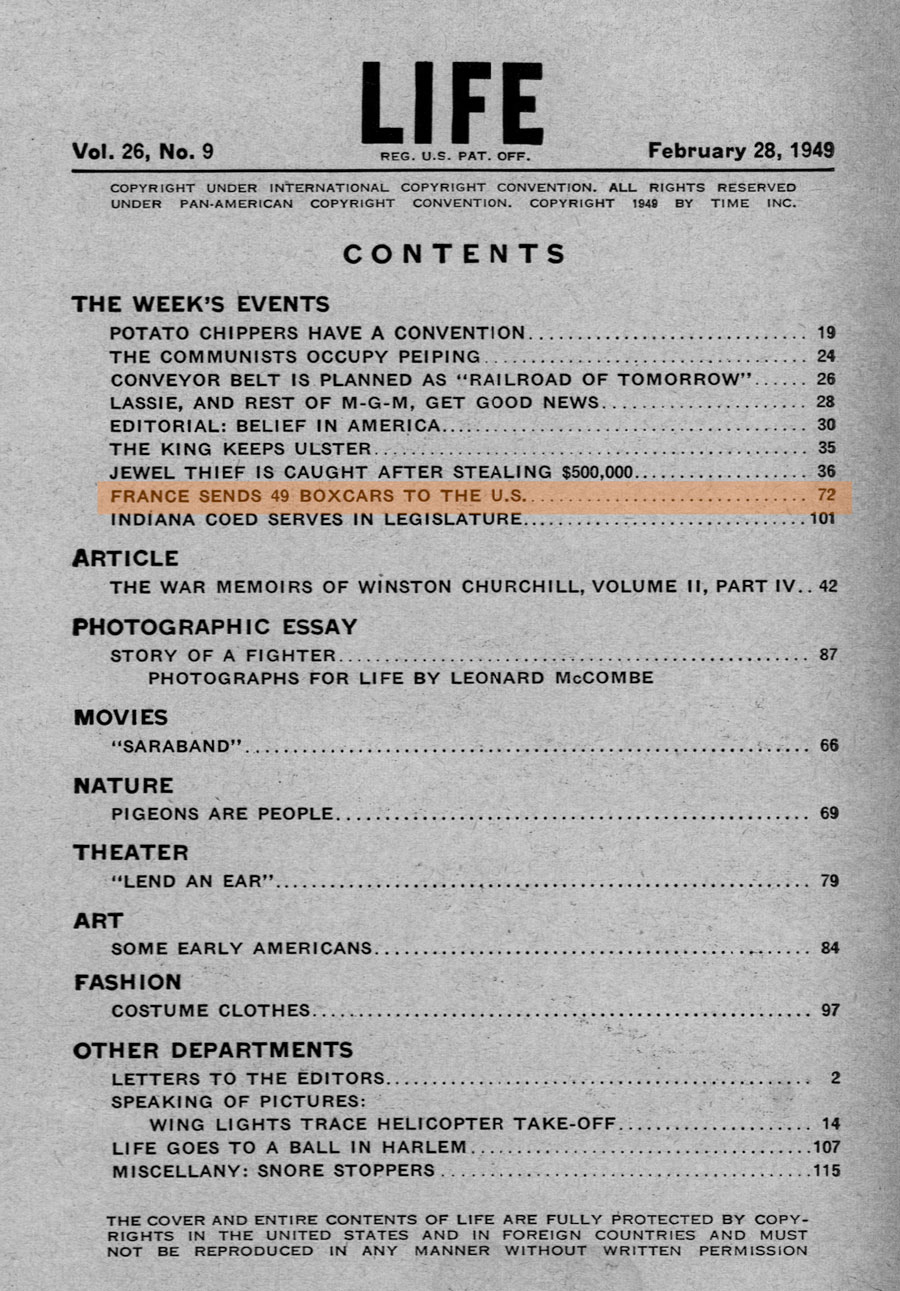 LIFE
Vol. 26, No. 9
REG. U.S. PAT. OFF.
February 28, 1949
COPYRIGHT UNDER INTERNATIONAL COPYRIGHT CONVENTION. ALL RIGHTS RESERVED
UNDER PAN-AMERICAN COPYRIGHT CONVENTION. COPYRIGHT 1949 BY TIME INC.
CONTENTS
THE WEEK'S EVENTS
POTATO CHIPPERS HAVE A CONVENTION.......... 19
THE COMMUNISTS OCCUPY PEIPING.......... 24
CONVEYOR BELT IS PLANNED AS “RAILROAD OF TOMORROW”...... 26
LASSIE, AND REST OF M-G-M, GET GOOD NEWS.......... 28
EDITORIAL: BELIEF IN AMERICA.......... 30
THE KING KEEPS ULSTER.......... 35
JEWEL THIEF IS CAUGHT AFTER STEALING $500,000.......... 36
FRANCE SENDS 49 BOXCARS TO THE U.S.......... 72
INDIANA COED SERVES IN LEGISLATURE.......... 101
ARTICLE
THE WAR MEMOIRS OF WINSTON CHURCHILL, VOLUME II, PART IV.. 42
PHOTOGRAPHIC ESSAY
STORY OF A FIGHTER.......... 87
PHOTOGRAPHS FOR LIFE BY LEONARD McCOMBE
MOVIES
“SARABAND”.......... 66
NATURE
PIGEONS ARE PEOPLE.......... 69
THEATER
“LEND AN EAR”.......... 79
ART
SOME EARLY AMERICANS.......... 84
FASHION
COSTUME CLOTHES.......... 97
OTHER DEPARTMENTS
LETTERS TO THE EDITORS.......... 2
SPEAKING OF PICTURES:
WING LIGHTS TRACE HELICOPTER TAKE-OFF.......... 14
LIFE GOES TO A BALL IN HARLEM.......... 107
MISCELLANY: SNORE STOPPERS.......... 115
THE COVER AND ENTIRE CONTENTS OF LIFE ARE FULLY PROTECTED BY COPY-
RIGHTS IN THE UNITED STATES AND IN FOREIGN COUNTRIES AND MUST
NOT BE REPRODUCED IN ANY MANNER WITHOUT WRITTEN PERMISSION